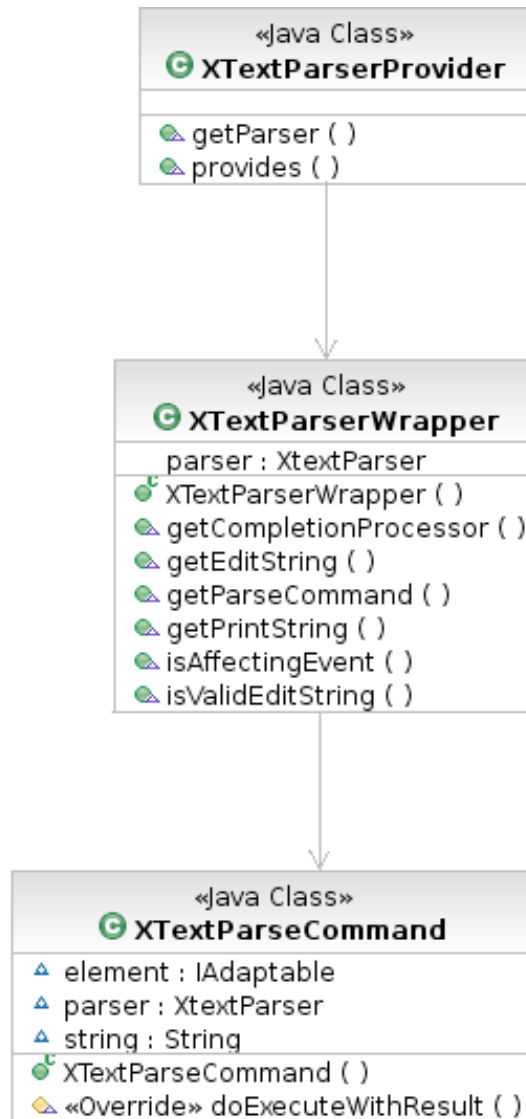 «Java Class»
XTextParserProvider
getParser ( )
provides ( )
«Java Class»
XTextParserWrapper
parser : XtextParser
XTextParserWrapper ( )
getCompletionProcessor ( )
getEditString ( )
getParseCommand ( )
getPrintString ( )
isAffectingEvent ( )
isValidEditString ( )
«Java Class»
XTextParseCommand
element : IAdaptable
parser : XtextParser
string : String
XTextParseCommand ( )
«Override» doExecuteWithResult ( )